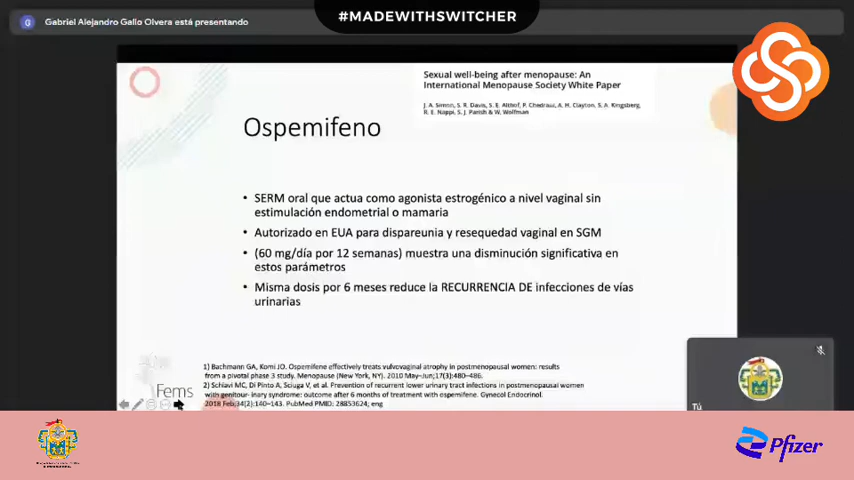 Gabriel Alejandro Gallo Olvera está presentando
#MADEWITHSWITCHER
Sexual well-being after menopause: An
International Menopause Society White Paper
J. A. Simon, S. R. Davis, S. E. Althof, P. Chedraui, A. H. Clayton, S. A. Kingsberg,
R. E. Nappi, S. J. Parish & W. Wolfman
Ospemifeno
• SERM oral que actua como agonista estrogénico a nivel vaginal sin
estimulación endometrial o mamaria
• Autorizado en EUA para dispareunia y resequedad vaginal en SGM
• (60 mg/día por 12 semanas) muestra una disminución significativa en
estos parámetros
• Misma dosis por 6 meses reduce la RECURRENCIA DE infecciones de vías
urinarias
1) Bachmann GA, Komi JO. Ospemifene effectively treats vulvovaginal atrophy in postmenopausal women: results
from a pivotal phase 3 study. Menopause (New York, NY). 2010 May–Jun;17(3):480–486.
2) Schiavi MC, Di Pinto A, Sciuga V, et al. Prevention of recurrent lower urinary tract infections in postmenopausal women
with genitour- inary syndrome: outcome after 6 months of treatment with ospemifene. Gynecol Endocrinol.
2018 Feb;34(2):140–143. PubMed PMID: 28853624; eng
Fems
G
Tú
Pfizer